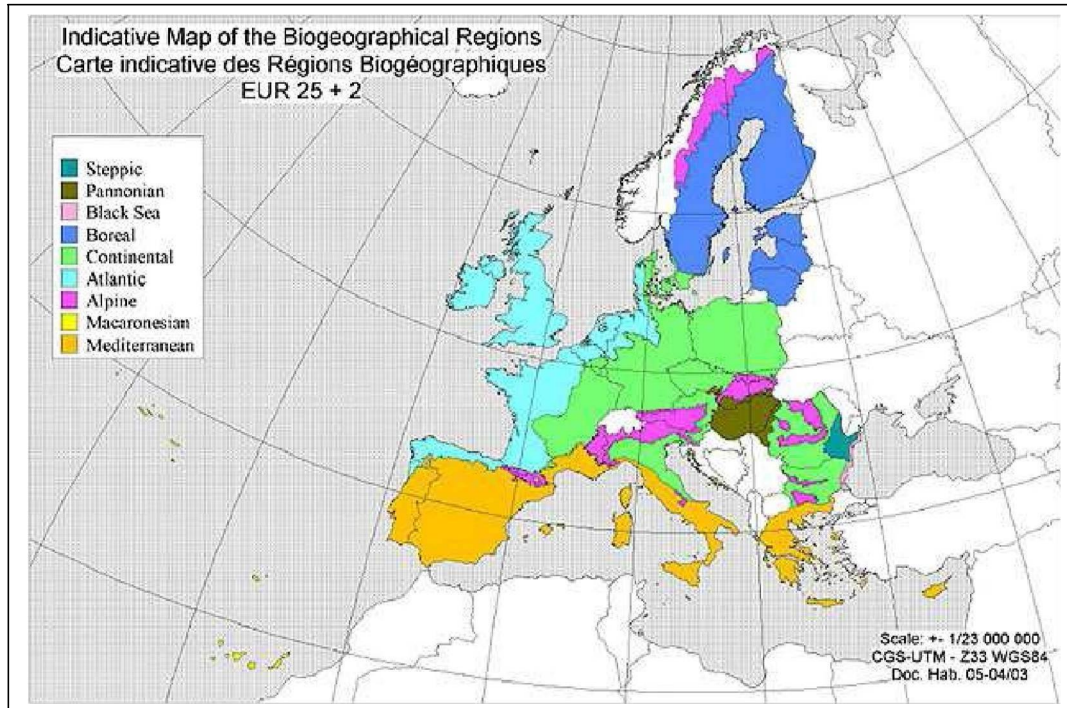 Indicative Map of the Biogeographical Regions
Carte indicative des Régions Biogéographiques
EUR 25 + 2
Steppic
Pannonian
Black Sea
Boreal
Continental
Atlantic
Alpine
Macaronesian
Mediterranean
Scale: +- 1/23 000 000
CGS-UTM - Z33 WGS84
Doc. Hab. 05-04/03